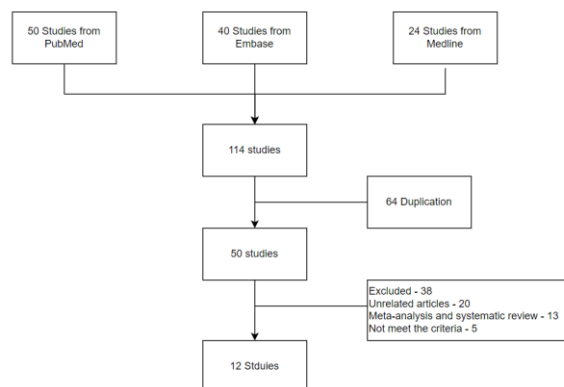 50 Studies from
PubMed
40 Studies from
Embase
24 Studies from
Medline
114 studies
64 Duplication
50 studies
Excluded - 38
Unrelated articles - 20
Meta-analysis and systematic review - 13
Not meet the criteria - 5
12 Stduies